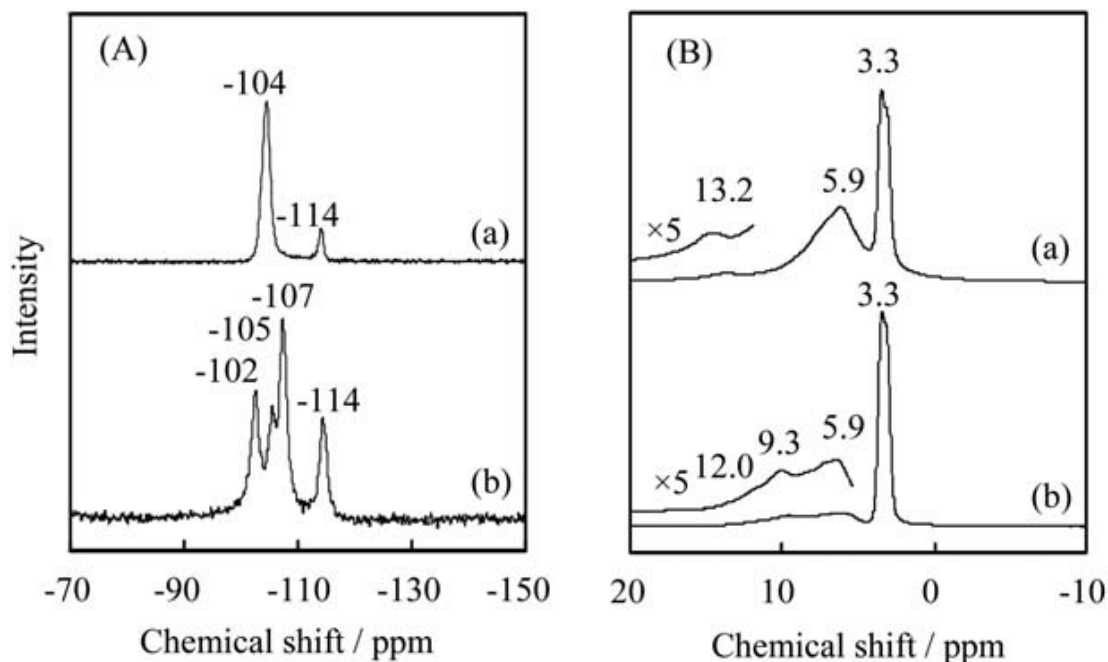 (A)
-104
-114
(a)
-107
-105
-102
-114
(b)
Intensity
-70 -90 -110 -130 -150
Chemical shift / ppm
(B)
3.3
13.2
5.9
×5
(a)
3.3
5.9
9.3
12.0
×5
(b)
20 10 0 -10
Chemical shift / ppm